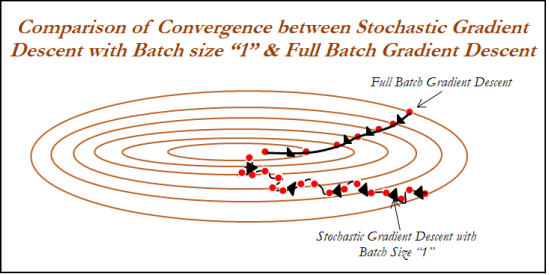 Comparison of Convergence between Stochastic Gradient
Descent with Batch size “1” & Full Batch Gradient Descent
Full Batch Gradient Descent
Stochastic Gradient Descent with
Batch Size “1”